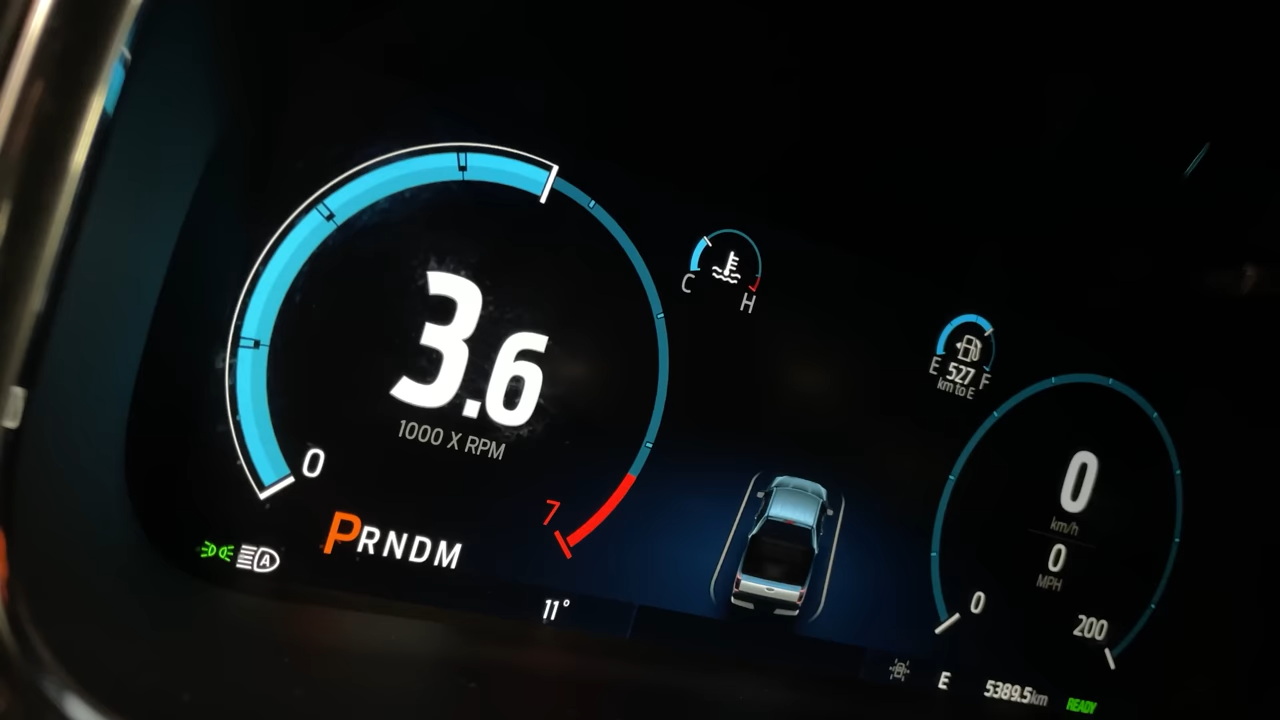 3.6
1000 X RPM
0
7
PRNDM
A
11°
C
H
E 527 F
km to E
0
km/h
0
MPH
0
200
E
5389.5km
READY